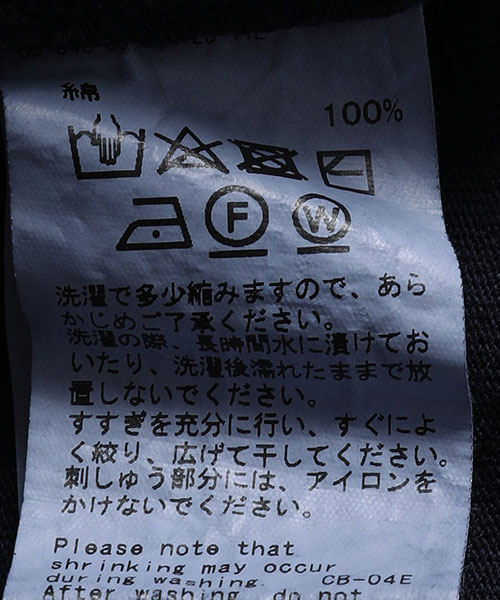 綿
100%
F
W
洗濯で多少縮みますので、あら
かじめご了承ください。
洗濯の際、長時間水に漬けてお
いたり、洗濯後濡れたままで放
置しないでください。
すすぎを充分に行い、すぐによ
く絞り、広げて干してください。
刺しゅう部分には、アイロンを
かけないでください。
Please note that
shrinking may occur
during washing. CB-04E
After washing, do not